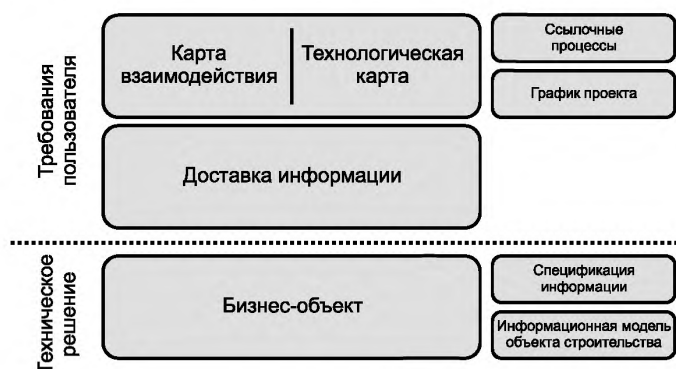 Требования
пользователя
Карта
взаимодействия
Технологическая
карта
Ссылочные
процессы
График проекта
Доставка информации
Техническое
решение
Бизнес-объект
Спецификация
информации
Информационная модель
объекта строительства